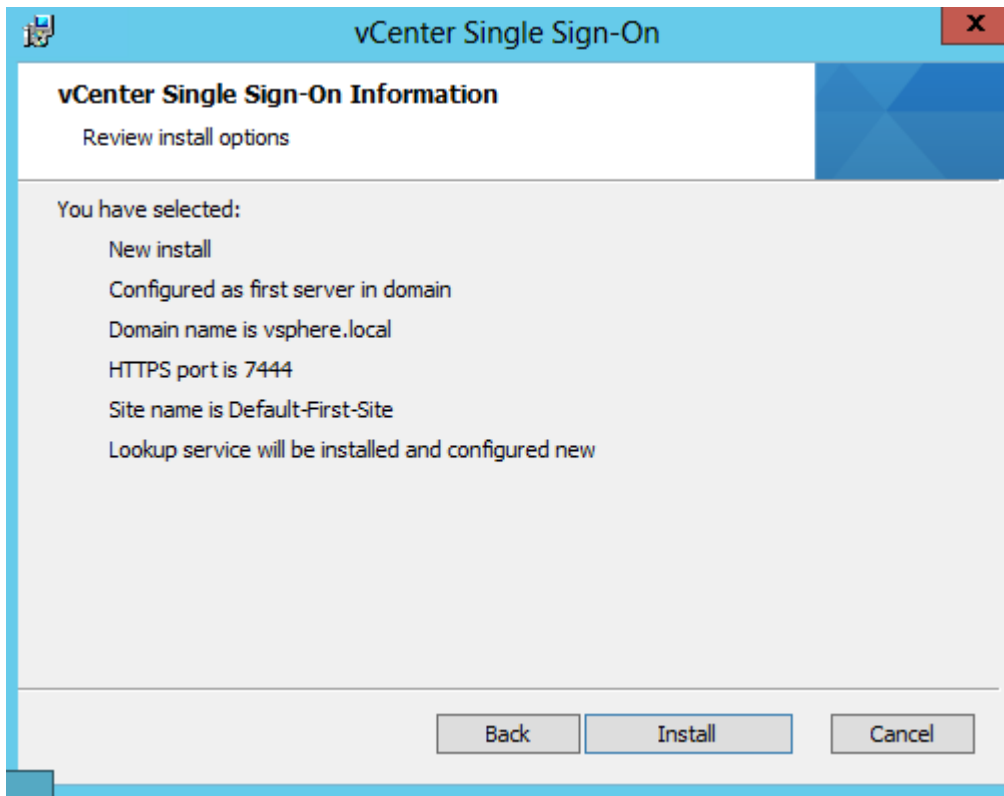 vCenter Single Sign-On
X
vCenter Single Sign-On Information
Review install options
You have selected:
New install
Configured as first server in domain
Domain name is vsphere.local
HTTPS port is 7444
Site name is Default-First-Site
Lookup service will be installed and configured new
Back Install Cancel